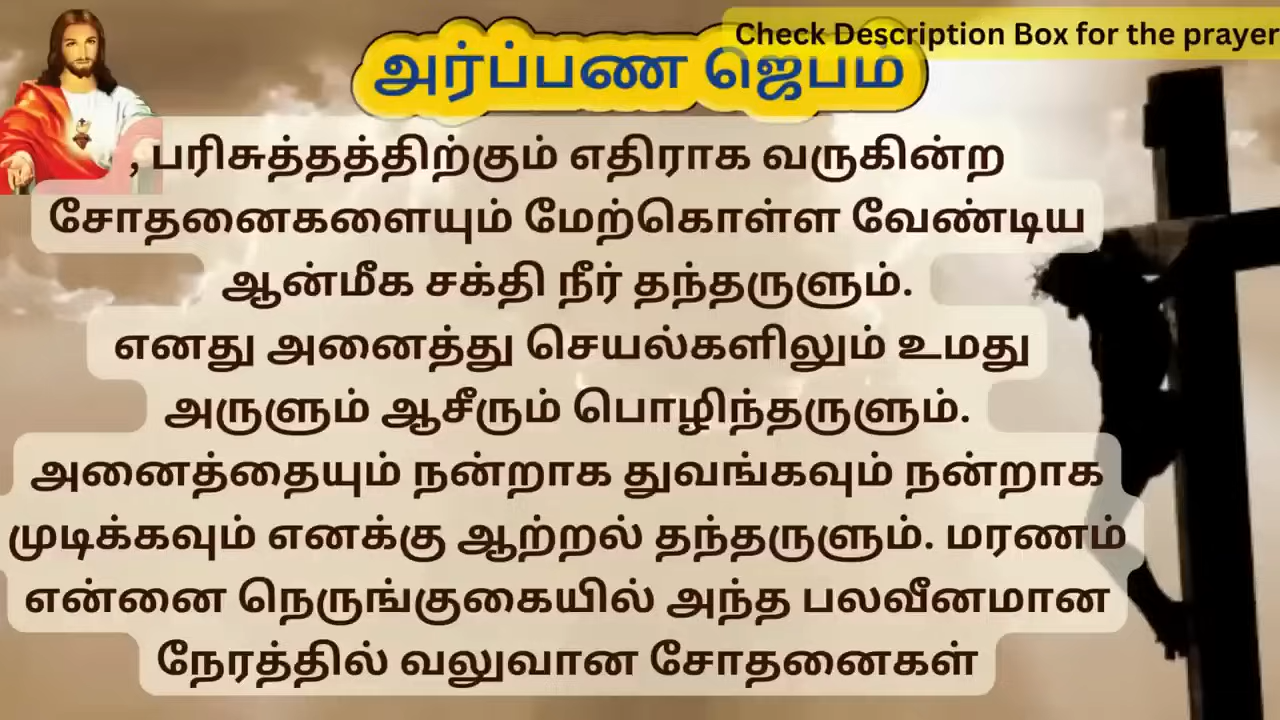 Check Description Box for the prayer
அர்ப்பண ஜெபம்
, பரிசுத்தத்திற்கும் எதிராக வருகின்ற
சோதனைகளையும் மேற்கொள்ள வேண்டிய
ஆன்மீக சக்தி நீர் தந்தருளும்.
எனது அனைத்து செயல்களிலும் உமது
அருளும் ஆசீரும் பொழிந்தருளும்.
அனைத்தையும் நன்றாக துவங்கவும் நன்றாக
முடிக்கவும் எனக்கு ஆற்றல் தந்தருளும். மரணம்
என்னை நெருங்குகையில் அந்த பலவீனமான
நேரத்தில் வலுவான சோதனைகள்